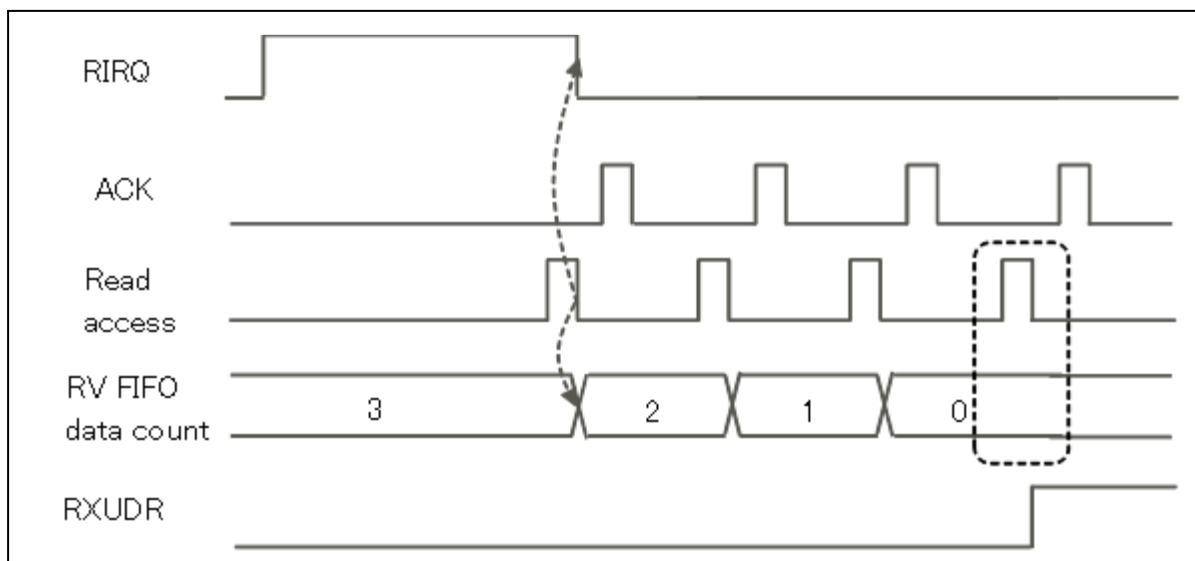 RIRQ
ACK
Read
access
RV FIFO
data count
3
2
1
0
RXUDR